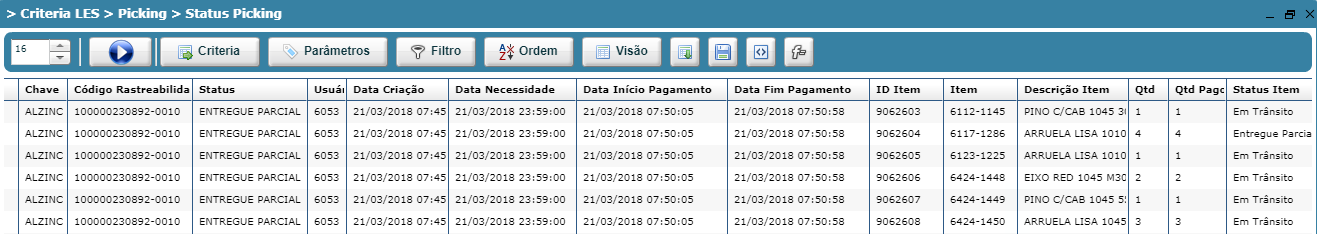 > Criteria LES > Picking > Status Picking
16 Criteria Parâmetros Filtro Ordem Visão
Chave Código Rastreabilida Status Usuái Data Criação Data Necessidade Data Início Pagamento Data Fim Pagamento ID Item Item Descrição Item Qtd Qtd Pago Status Item
ALZINC 100000230892-0010 ENTREGUE PARCIAL 6053 21/03/2018 07:45 21/03/2018 23:59:00 21/03/2018 07:50:05 21/03/2018 07:50:58 9062603 6112-1145 PINO C/CAB 1045 30 1 1 Em Trânsito
ALZINC 100000230892-0010 ENTREGUE PARCIAL 6053 21/03/2018 07:45 21/03/2018 23:59:00 21/03/2018 07:50:05 21/03/2018 07:50:58 9062604 6117-1286 ARRUELA LISA 1010 4 4 Entregue Parcia
ALZINC 100000230892-0010 ENTREGUE PARCIAL 6053 21/03/2018 07:45 21/03/2018 23:59:00 21/03/2018 07:50:05 21/03/2018 07:50:58 9062605 6123-1225 ARRUELA LISA 1010 1 1 Em Trânsito
ALZINC 100000230892-0010 ENTREGUE PARCIAL 6053 21/03/2018 07:45 21/03/2018 23:59:00 21/03/2018 07:50:05 21/03/2018 07:50:58 9062606 6424-1448 EIXO RED 1045 M30 2 2 Em Trânsito
ALZINC 100000230892-0010 ENTREGUE PARCIAL 6053 21/03/2018 07:45 21/03/2018 23:59:00 21/03/2018 07:50:05 21/03/2018 07:50:58 9062607 6424-1449 PINO C/CAB 1045 55 1 1 Em Trânsito
ALZINC 100000230892-0010 ENTREGUE PARCIAL 6053 21/03/2018 07:45 21/03/2018 23:59:00 21/03/2018 07:50:05 21/03/2018 07:50:58 9062608 6424-1450 ARRUELA LISA 1045 3 3 Em Trânsito